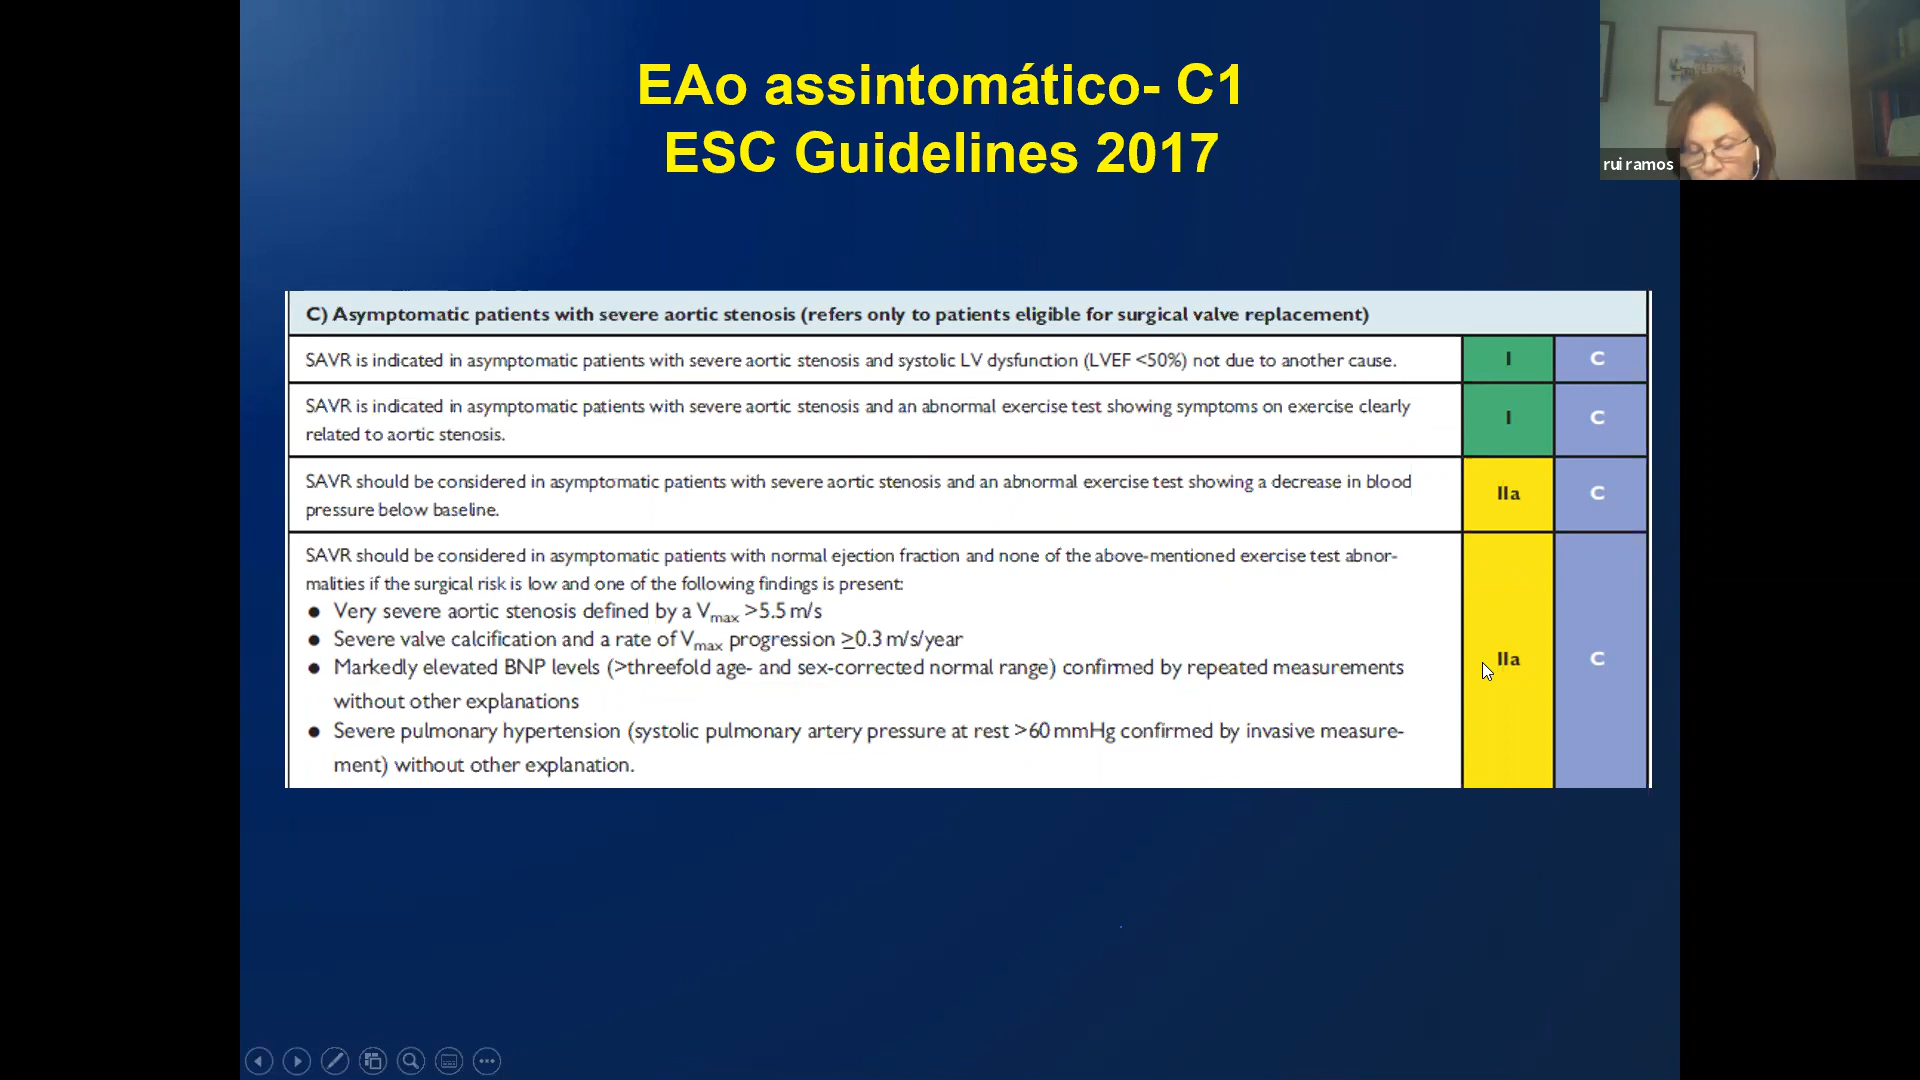 EAo assintomático- C1
ESC Guidelines 2017
rui ramos
C) Asymptomatic patients with severe aortic stenosis (refers only to patients eligible for surgical valve replacement)
SAVR is indicated in asymptomatic patients with severe aortic stenosis and systolic LV dysfunction (LVEF <50%) not due to another cause.
I
C
SAVR is indicated in asymptomatic patients with severe aortic stenosis and an abnormal exercise test showing symptoms on exercise clearly
related to aortic stenosis.
I
C
SAVR should be considered in asymptomatic patients with severe aortic stenosis and an abnormal exercise test showing a decrease in blood
pressure below baseline.
IIa
C
SAVR should be considered in asymptomatic patients with normal ejection fraction and none of the above-mentioned exercise test abnor-
malities if the surgical risk is low and one of the following findings is present:
● Very severe aortic stenosis defined by a Vmax >5.5 m/s
● Severe valve calcification and a rate of Vmax progression ≥0.3 m/s/year
● Markedly elevated BNP levels (>threefold age- and sex-corrected normal range) confirmed by repeated measurements
without other explanations
● Severe pulmonary hypertension (systolic pulmonary artery pressure at rest >60 mmHg confirmed by invasive measure-
ment) without other explanation.
IIa
C